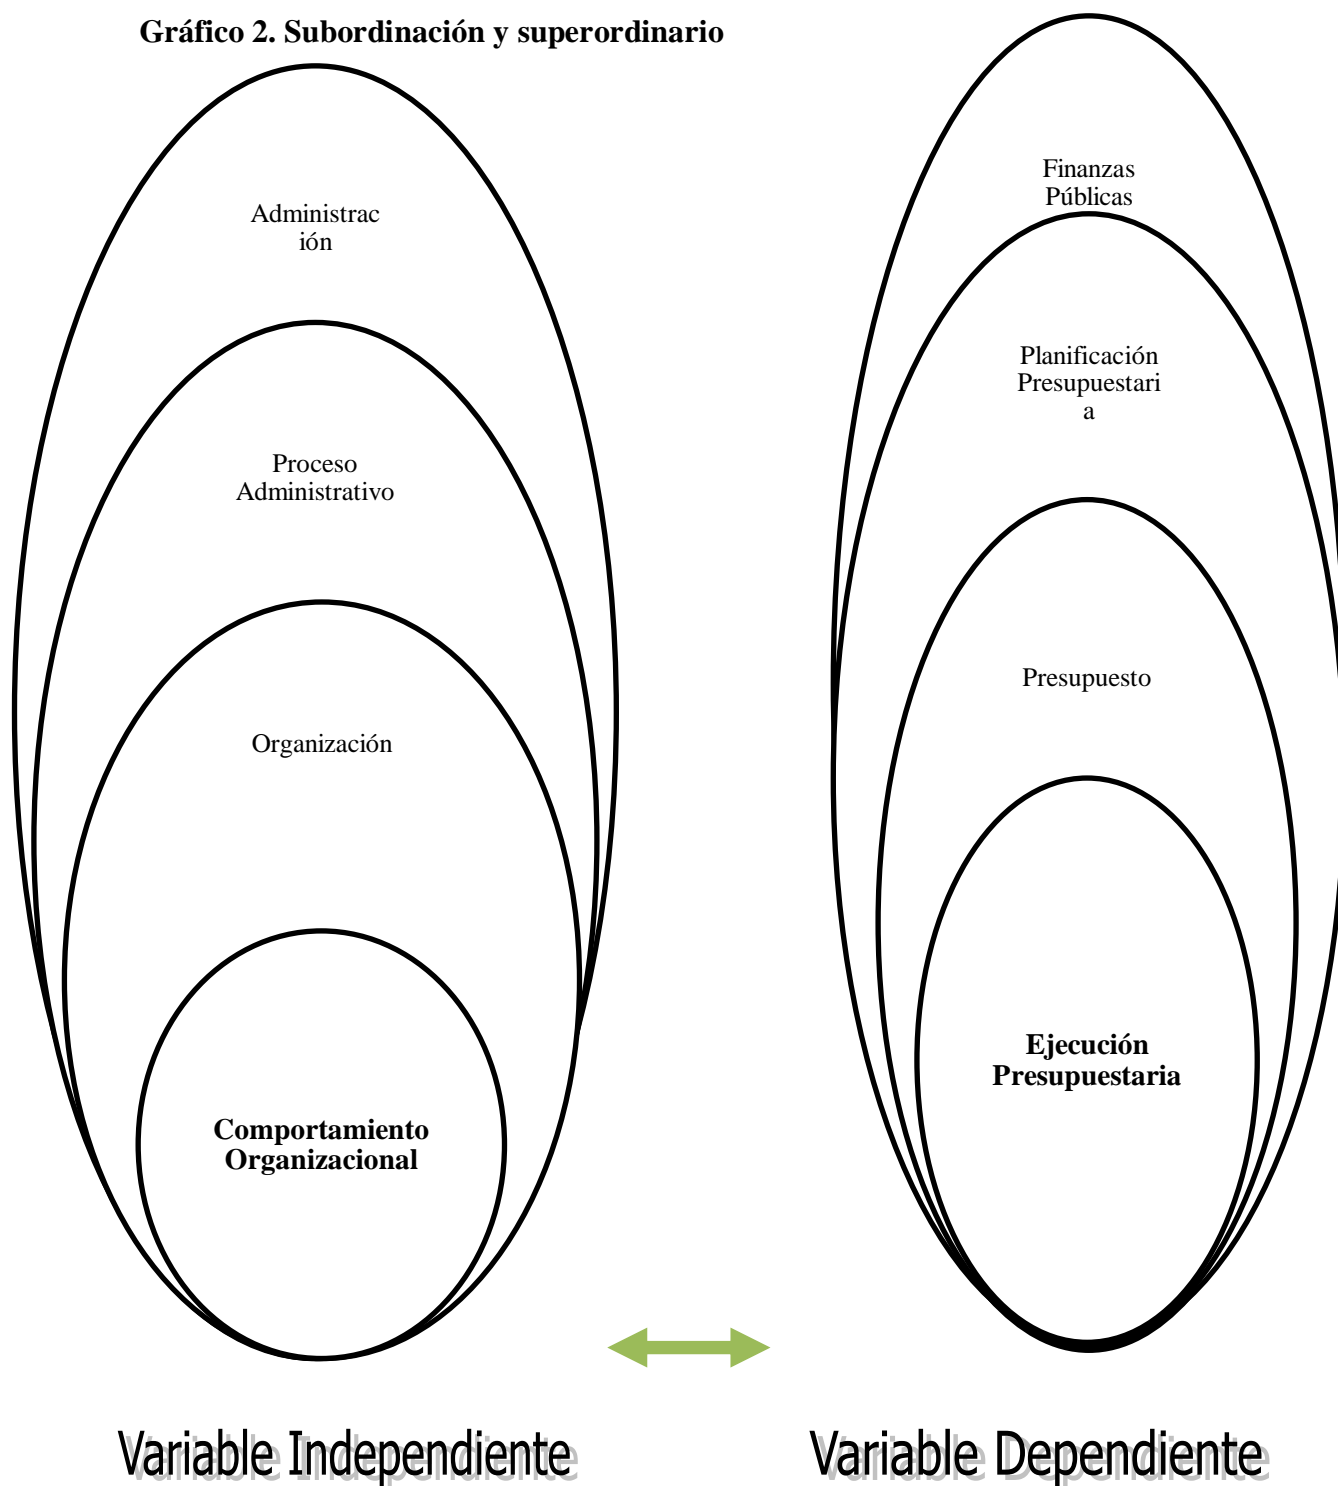 Gráfico 2. Subordinación y superordinario
Administrac
ión
Proceso
Administrativo
Organización
Comportamiento
Organizacional
Finanzas
Públicas
Planificación
Presupuestari
a
Presupuesto
Ejecución
Presupuestaria
Variable Independiente
Variable Dependiente